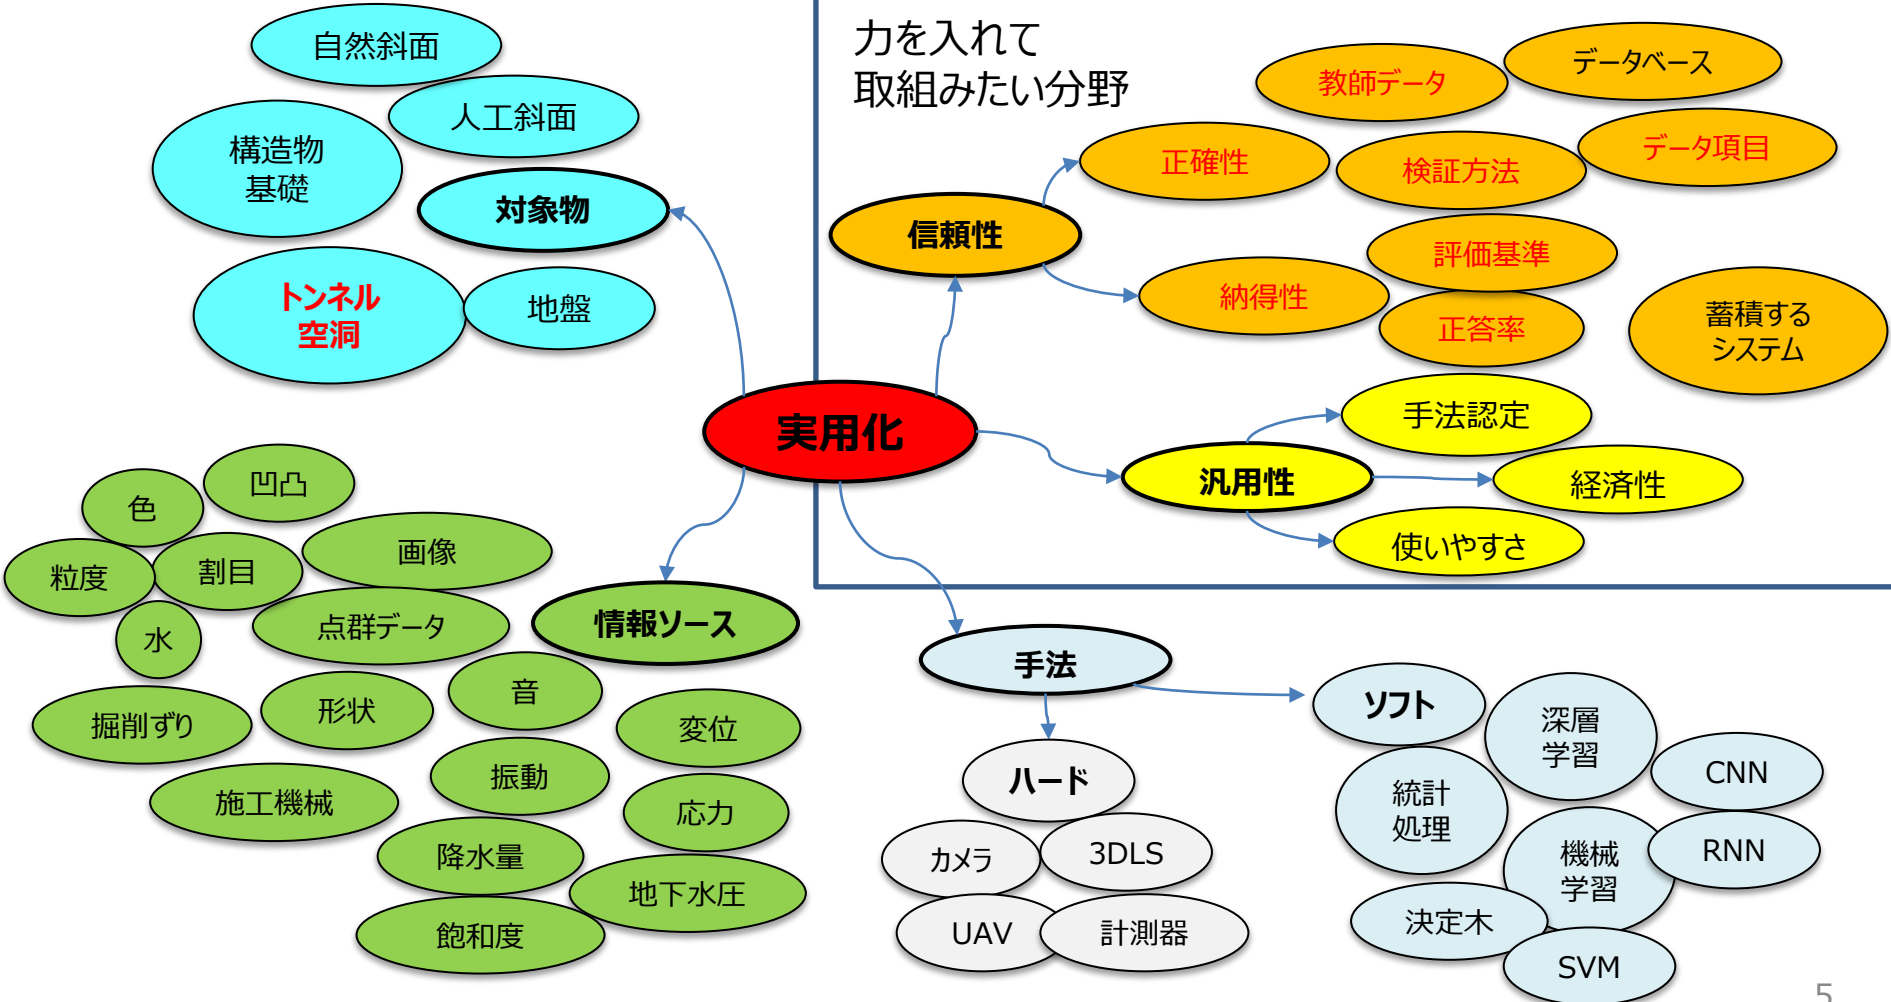 自然斜面
人工斜面
構造物
基礎
対象物
トンネル
空洞
地盤
力を入れて
取組みたい分野
教師データ
データベース
正確性
検証方法
データ項目
信頼性
評価基準
納得性
正答率
蓄積する
システム
実用化
手法認定
汎用性
経済性
使いやすさ
色
凹凸
粒度
割目
画像
水
点群データ
情報ソース
掘削ずり
形状
音
変位
施工機械
振動
応力
降水量
地下水圧
飽和度
手法
ハード
カメラ
3DLS
UAV
計測器
ソフト
深層
学習
統計
処理
CNN
機械
学習
RNN
決定木
SVM
5